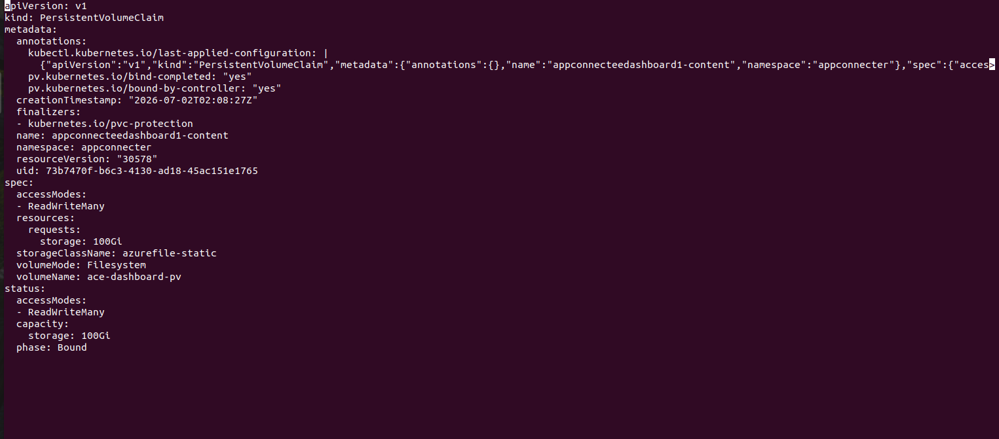 apiVersion: v1
kind: PersistentVolumeClaim
metadata:
  annotations:
    kubectl.kubernetes.io/last-applied-configuration: |
      {"apiVersion":"v1","kind":"PersistentVolumeClaim","metadata":{"annotations":{},"name":"appconnecteedashboard1-content","namespace":"appconnecter"},"spec":{"acces>
    pv.kubernetes.io/bind-completed: "yes"
    pv.kubernetes.io/bound-by-controller: "yes"
  creationTimestamp: "2026-07-02T02:08:27Z"
  finalizers:
  - kubernetes.io/pvc-protection
  name: appconnecteedashboard1-content
  namespace: appconnecter
  resourceVersion: "30578"
  uid: 73b7470f-b6c3-4130-ad18-45ac151e1765
spec:
  accessModes:
  - ReadWriteMany
  resources:
    requests:
      storage: 100Gi
  storageClassName: azurefile-static
  volumeMode: Filesystem
  volumeName: ace-dashboard-pv
status:
  accessModes:
  - ReadWriteMany
  capacity:
    storage: 100Gi
  phase: Bound